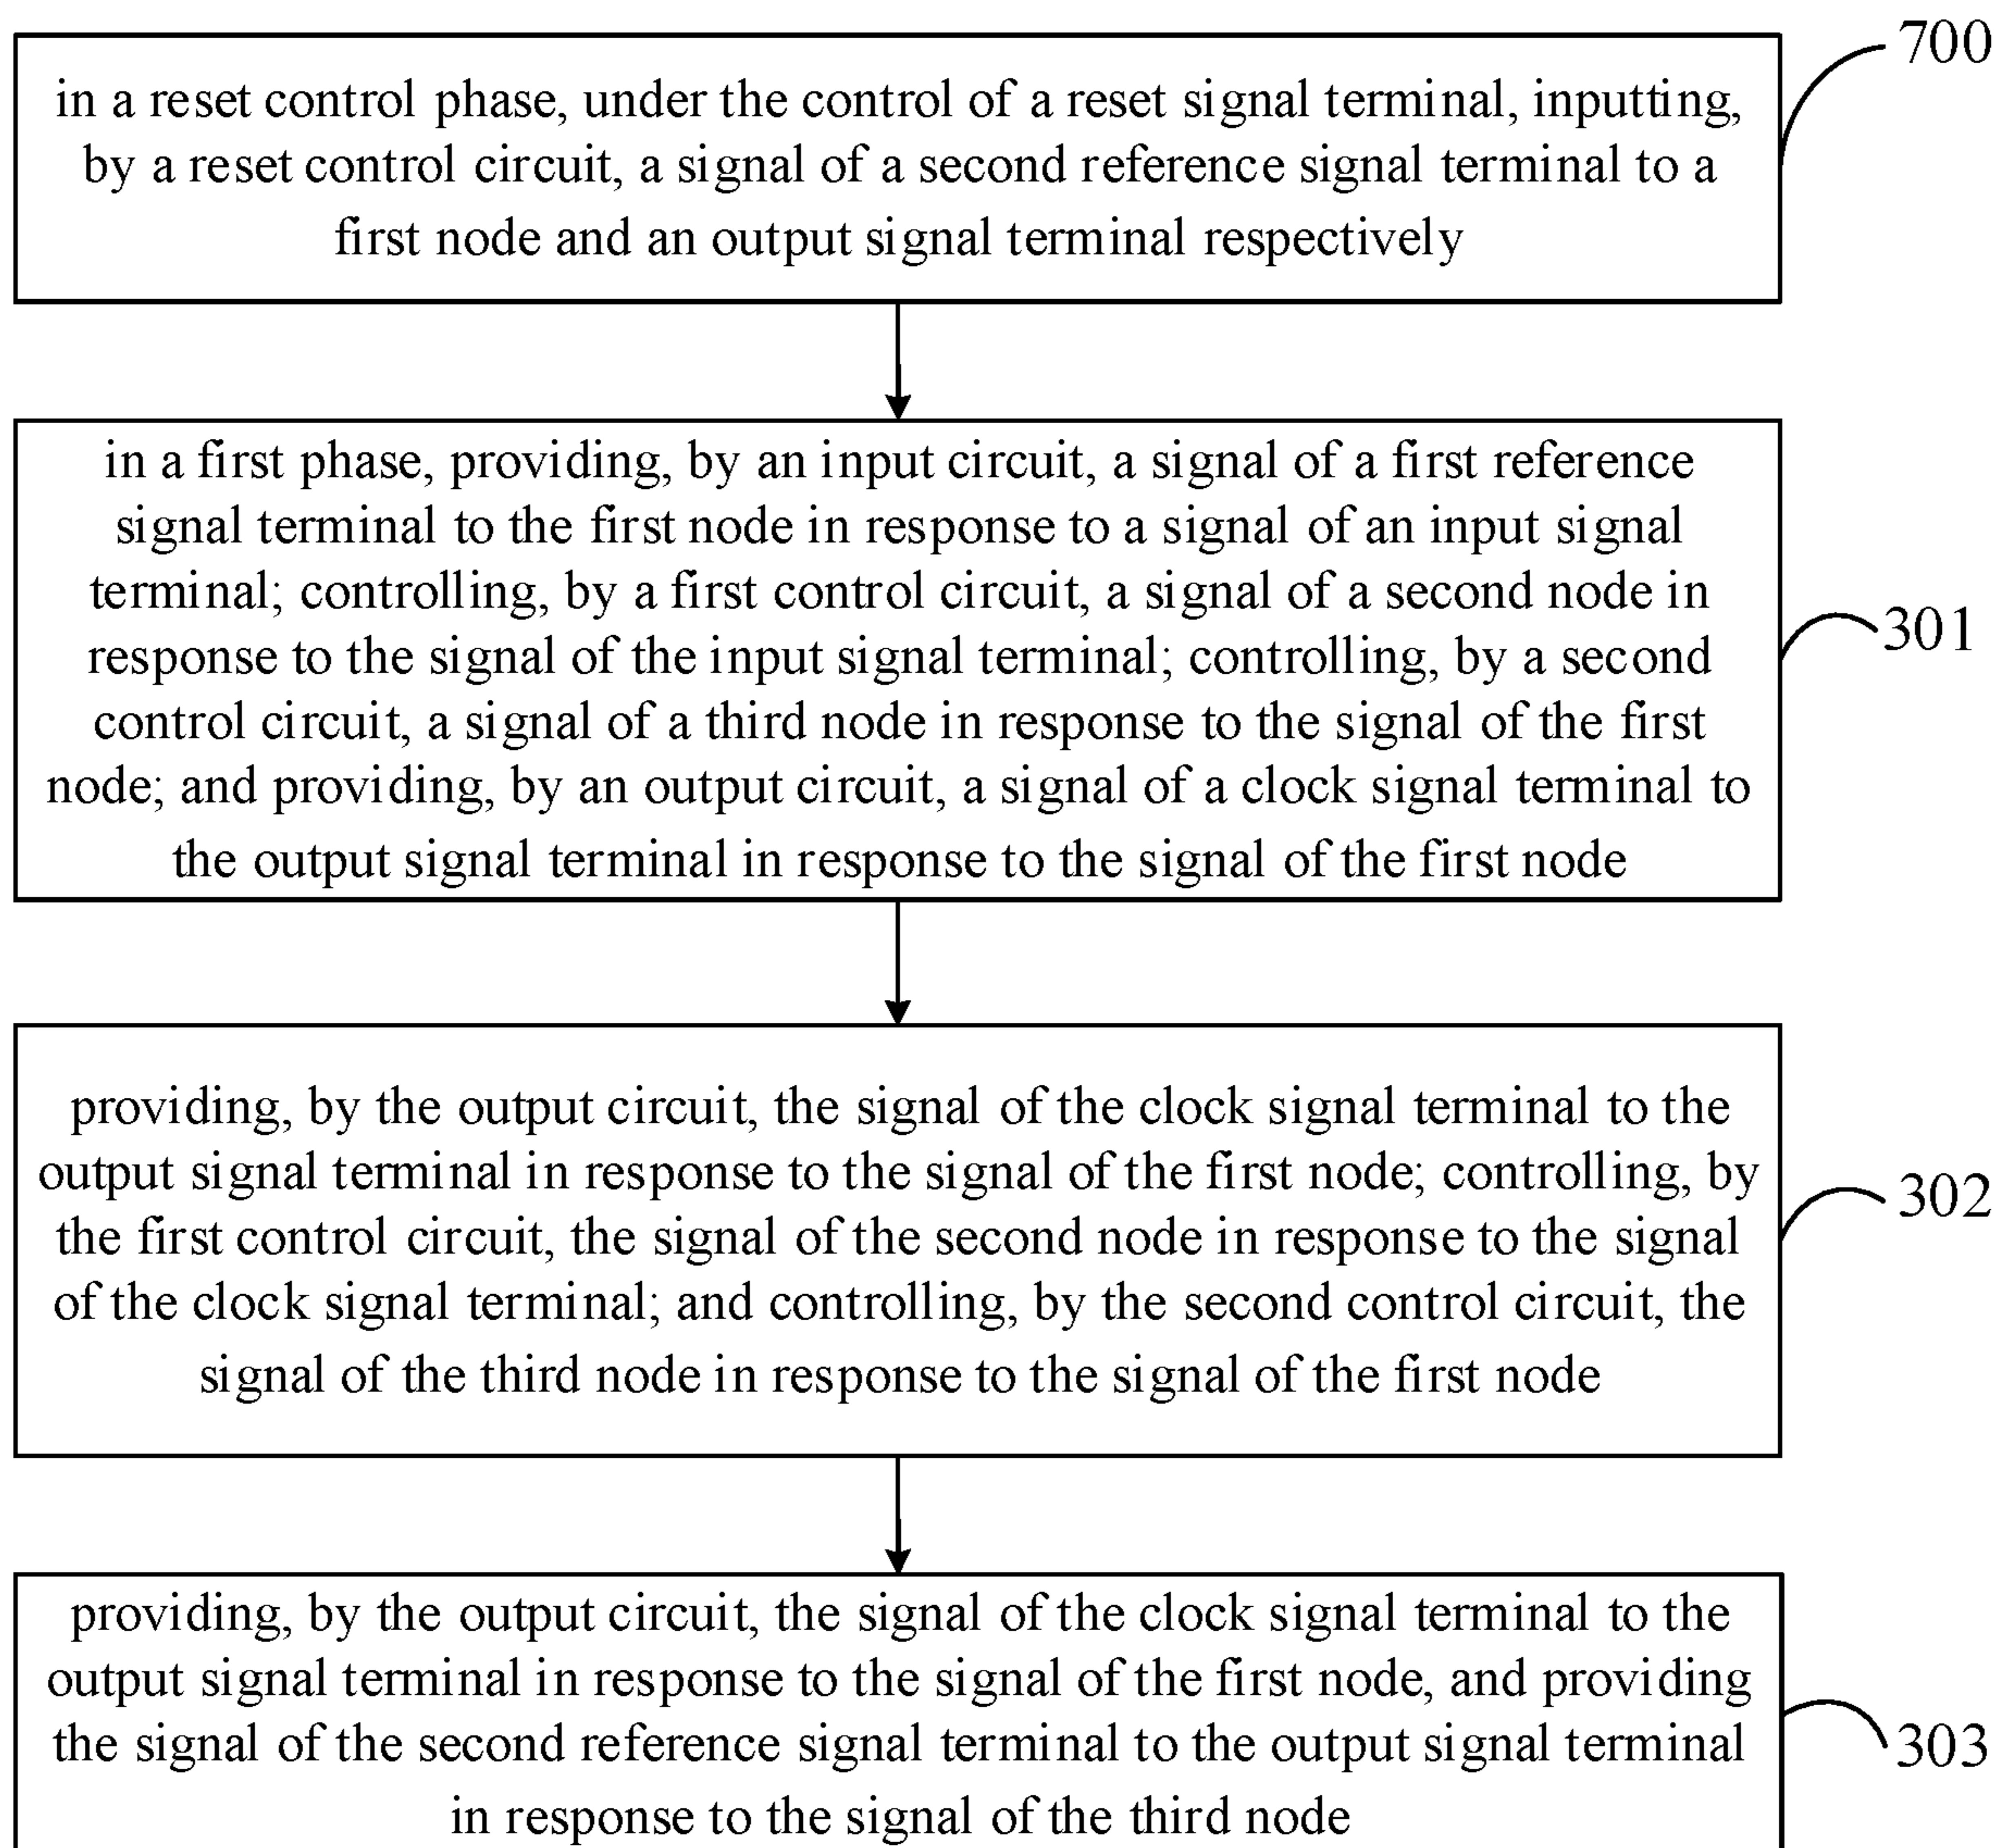 700
in a reset control phase, under the control of a reset signal terminal, inputting,
by a reset control circuit, a signal of a second reference signal terminal to a
first node and an output signal terminal respectively
in a first phase, providing, by an input circuit, a signal of a first reference
signal terminal to the first node in response to a signal of an input signal
terminal; controlling, by a first control circuit, a signal of a second node in
response to the signal of the input signal terminal; controlling, by a second
control circuit, a signal of a third node in response to the signal of the first
node; and providing, by an output circuit, a signal of a clock signal terminal to
the output signal terminal in response to the signal of the first node
301
providing, by the output circuit, the signal of the clock signal terminal to the
output signal terminal in response to the signal of the first node; controlling, by
the first control circuit, the signal of the second node in response to the signal
of the clock signal terminal; and controlling, by the second control circuit, the
signal of the third node in response to the signal of the first node
302
providing, by the output circuit, the signal of the clock signal terminal to the
output signal terminal in response to the signal of the first node, and providing
the signal of the second reference signal terminal to the output signal terminal
in response to the signal of the third node
303